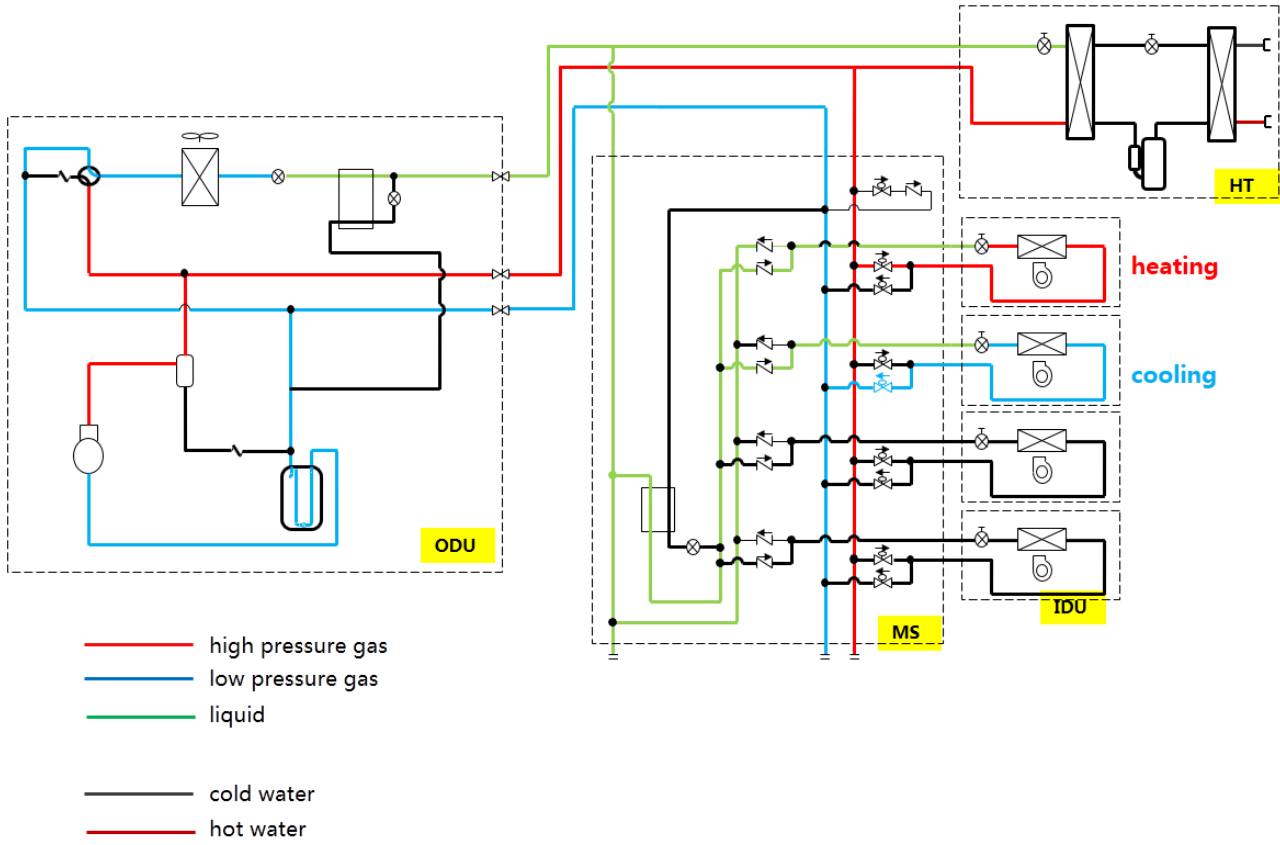 HT
heating
cooling
ODU
IDU
MS
high pressure gas
low pressure gas
liquid
cold water
hot water